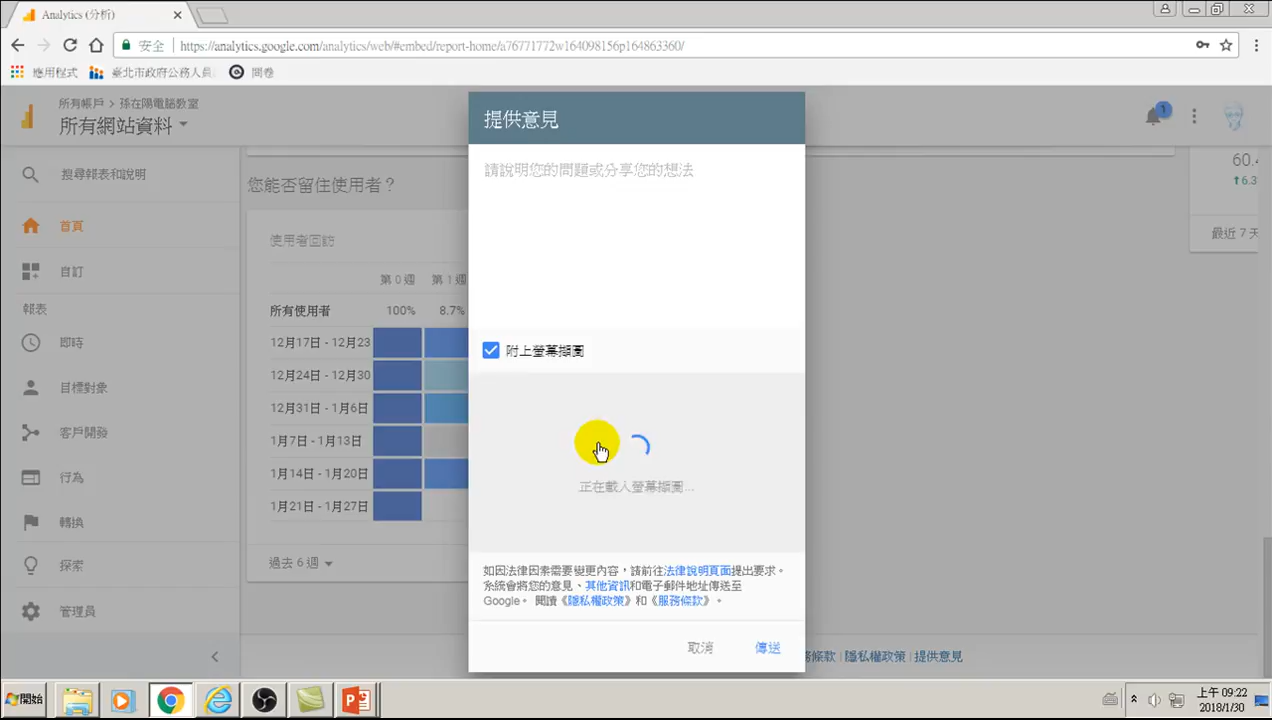 Analytics (分析)
安全
https://analytics.google.com/analytics/web/#embed/report-home/a76771772w164098156p164863360/
應用程式
臺北市政府公務人員
問卷
所有帳戶 > 孫在陽電腦教室
所有網站資料
1
搜尋報表和說明
首頁
自訂
報表
即時
目標對象
客戶開發
行為
轉換
探索
管理員
您能否留住使用者？
使用者回訪
第 0 週 第 1 週
所有使用者 100% 8.7%
12月17日 - 12月23
12月24日 - 12月30
12月31日 - 1月6日
1月7日 - 1月13日
1月14日 - 1月20日
1月21日 - 1月27日
過去 6 週
60.4
6.3
最近 7 天
提供意見
請說明您的問題或分享您的想法
附上螢幕擷圖
正在載入螢幕擷圖...
如因法律因素需要變更內容，請前往法律說明頁面提出要求。
系統會將您的意見、其他資訊和電子郵件地址傳送至
Google。 閱讀《隱私權政策》和《服務條款》。
取消
傳送
務條款 | 隱私權政策 | 提供意見
開始
上午 09:22
2018/1/30